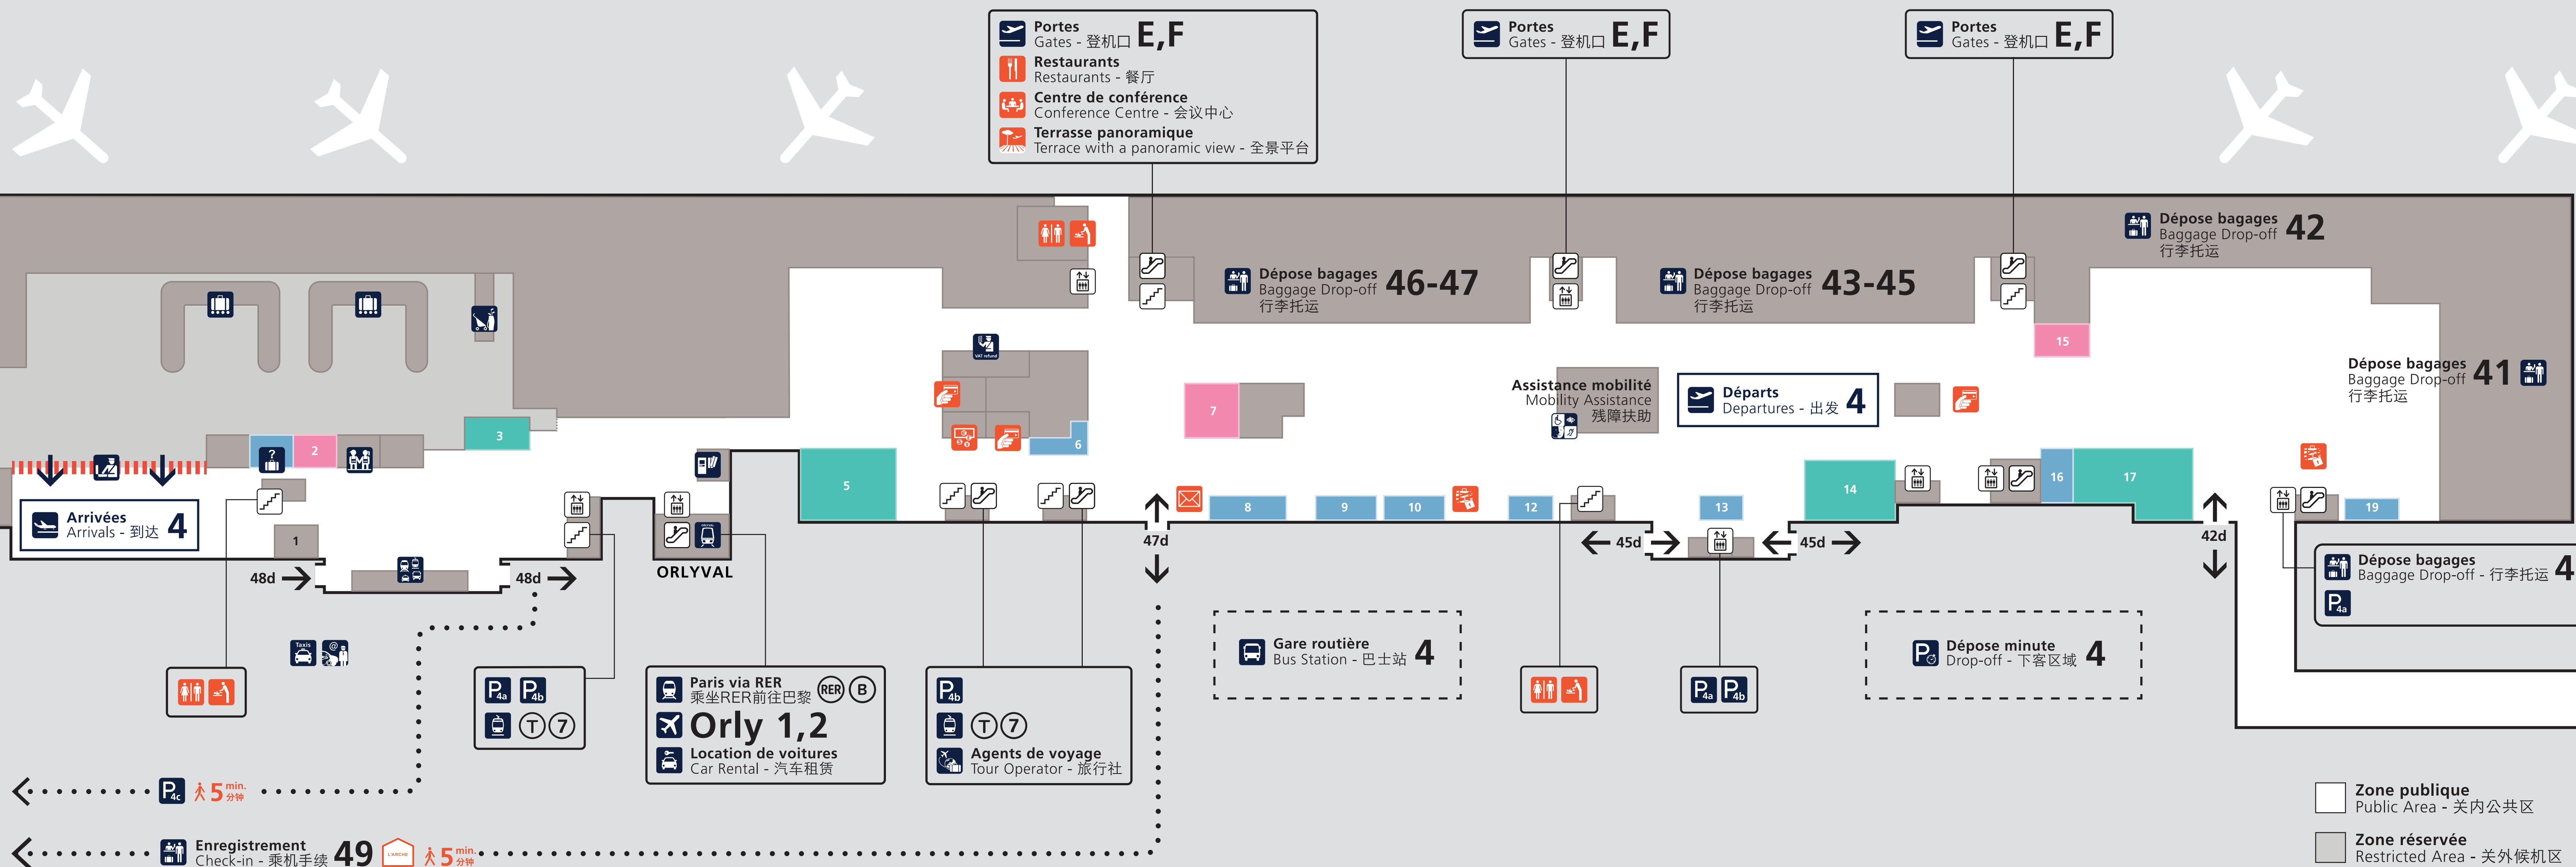 Portes
Gates - 登机口 E,F
Restaurants
Restaurants - 餐厅
Centre de conférence
Conference Centre - 会议中心
Terrasse panoramique
Terrace with a panoramic view - 全景平台
Portes
Gates - 登机口 E,F
Portes
Gates - 登机口 E,F
Dépose bagages
Baggage Drop-off 42
行李托运
Dépose bagages
Baggage Drop-off 46-47
行李托运
Dépose bagages
Baggage Drop-off 43-45
行李托运
VAT refund
15
Dépose bagages
Baggage Drop-off 41
行李托运
Assistance mobilité
Mobility Assistance
残障扶助
Départs
Departures - 出发 4
7
3
2
6
?
5
14
16
17
8
9
10
12
13
19
Arrivées
Arrivals - 到达 4
1
48d
48d
ORLYVAL
47d
45d
45d
42d
Dépose bagages
Baggage Drop-off - 行李托运 4
P4a
Taxis
@
P4a P4b
T 7
Paris via RER
乘坐RER前往巴黎 RER B
Orly 1,2
Location de voitures
Car Rental - 汽车租赁
P4b
T 7
Agents de voyage
Tour Operator - 旅行社
Gare routière
Bus Station - 巴士站 4
P4a P4b
P
Dépose minute
Drop-off - 下客区域 4
P4c 5 min.
分钟
Enregistrement
Check-in - 乘机手续 49 L'ARCHE 5 min.
分钟
Zone publique
Public Area - 关内公共区
Zone réservée
Restricted Area - 关外候机区